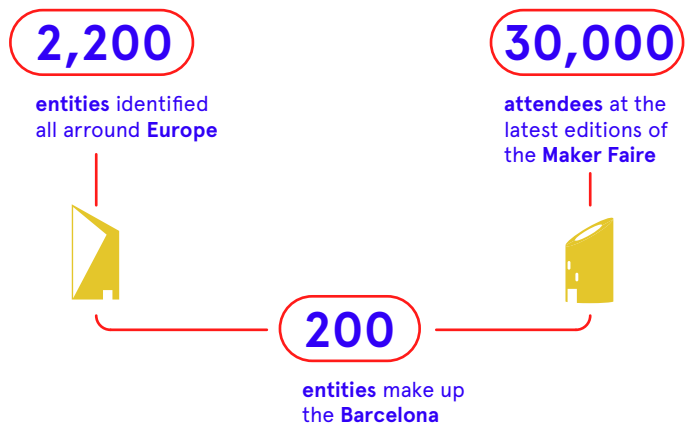 2,200
entities identified
all arround Europe
30,000
attendees at the
latest editions of
the Maker Faire
200
entities make up
the Barcelona